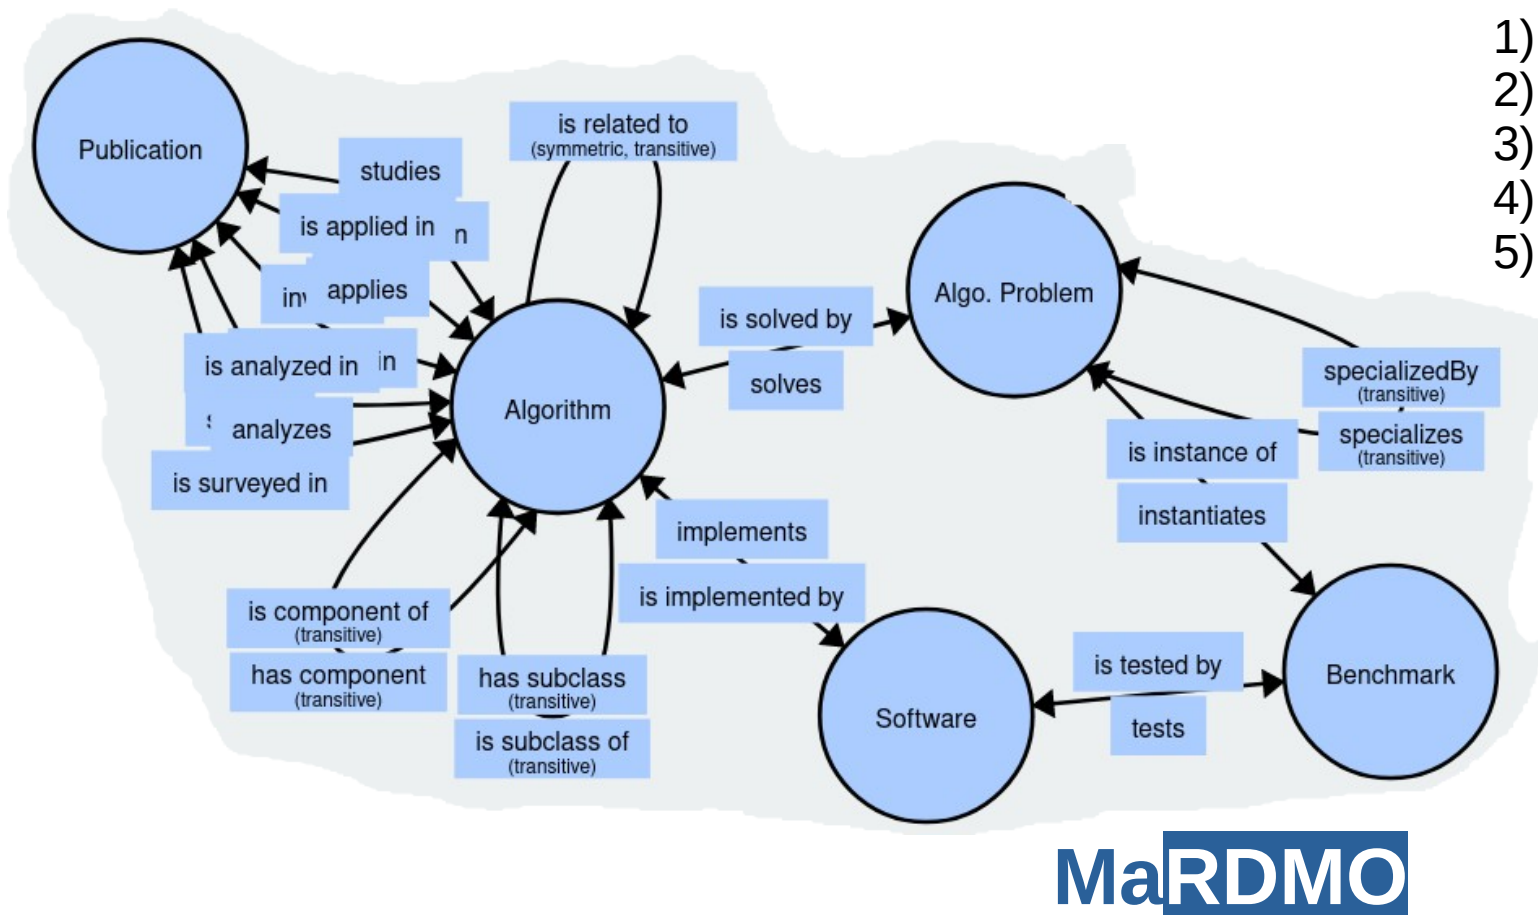 1)
2)
3)
4)
5)
Publication
studies
is applied in
n
applies
is analyzed in
in
analyzes
is surveyed in
is related to
(symmetric, transitive)
Algorithm
is solved by
solves
Algo. Problem
specializedBy
(transitive)
specializes
(transitive)
is instance of
instantiates
implements
is implemented by
is component of
(transitive)
has component
(transitive)
has subclass
(transitive)
is subclass of
(transitive)
Software
is tested by
tests
Benchmark
MaRDMO